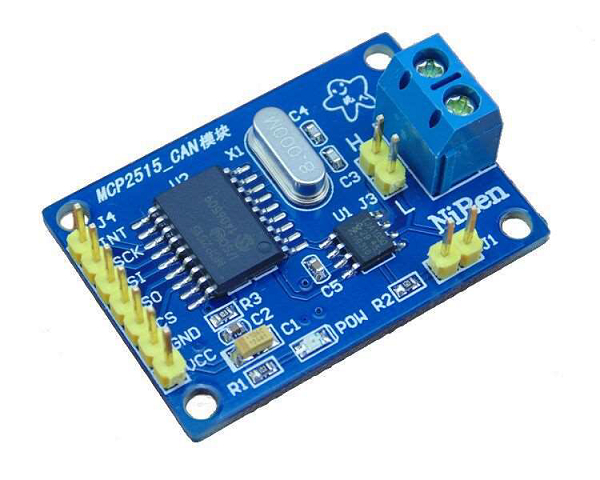 MCP2515_CAN模块
U2
X1
8.000M
C4
C3
H
L
J3
U1
NiRen
J1
J4
INT
SCK
SI
SO
CS
GND
VCC
R3
C2
C1
C5
R2
POW
R1